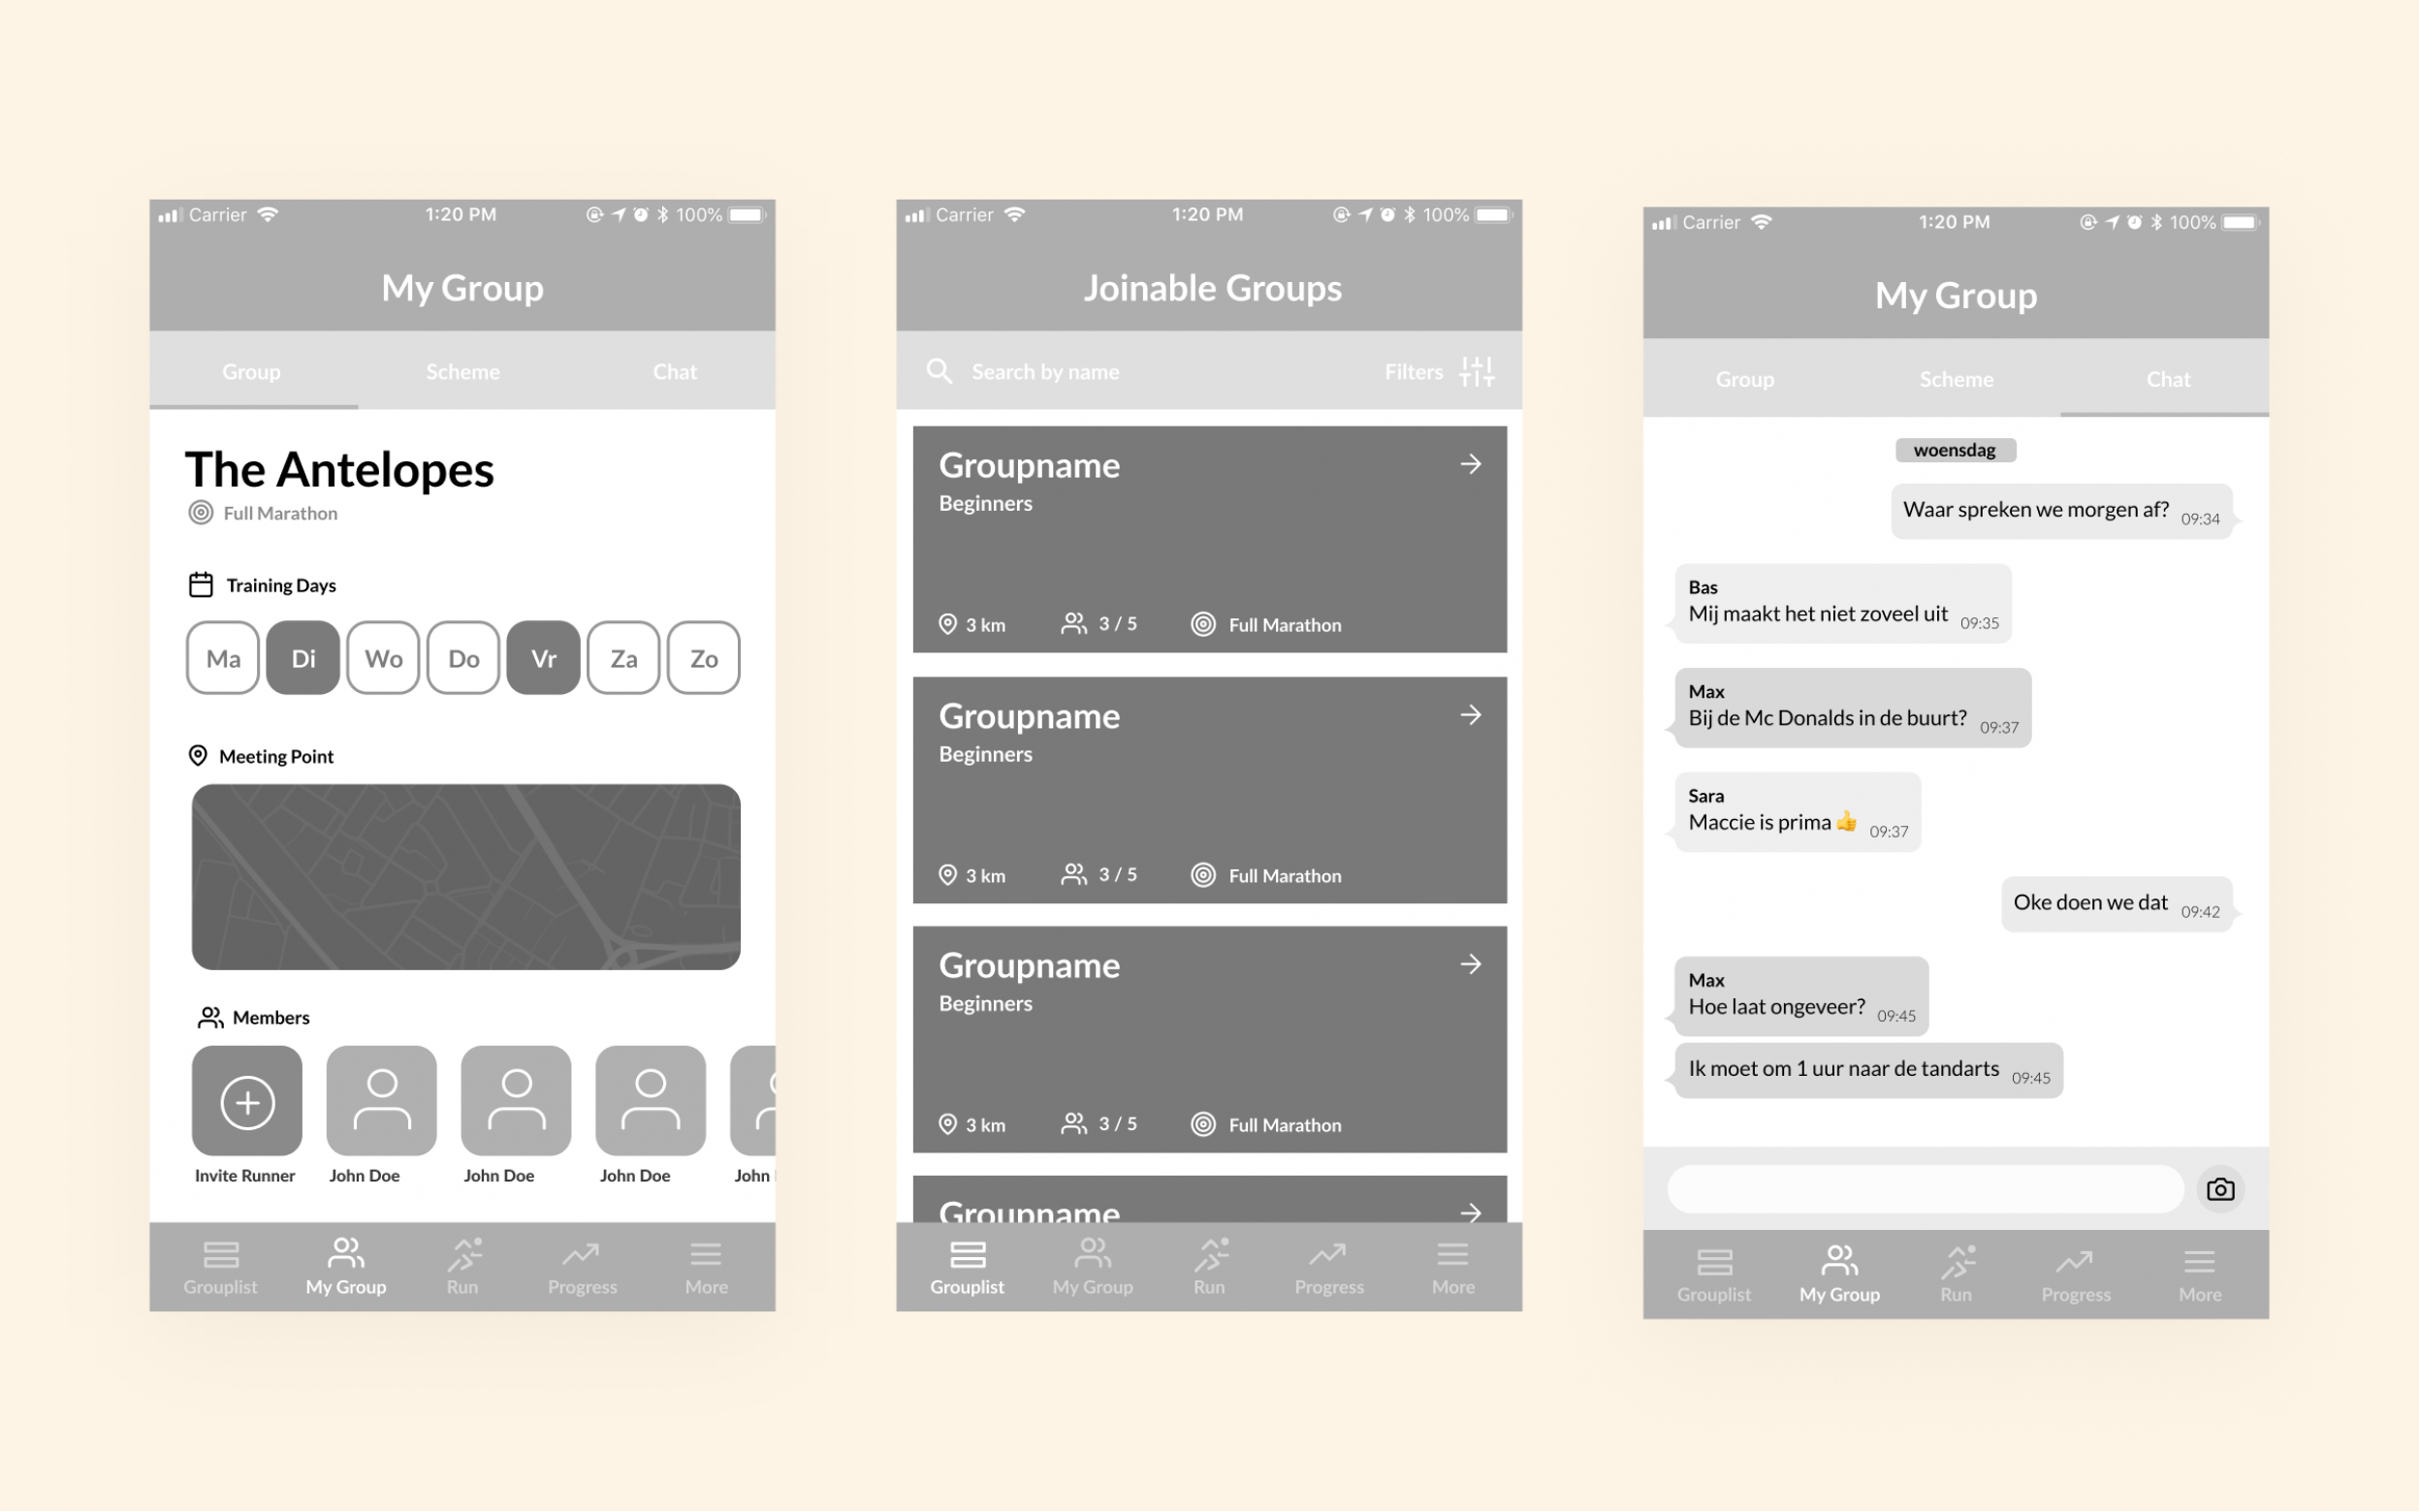 Carrier 1:20 PM 100%
My Group
Group Scheme Chat
The Antelopes
Full Marathon
Training Days
Ma Di Wo Do Vr Za Zo
Meeting Point
Members
Invite Runner John Doe John Doe John Doe John
Grouplist My Group Run Progress More
Carrier 1:20 PM 100%
Joinable Groups
Search by name Filters
Groupname
Beginners
3 km 3 / 5 Full Marathon
Groupname
Beginners
3 km 3 / 5 Full Marathon
Groupname
Beginners
3 km 3 / 5 Full Marathon
Groupname
Grouplist My Group Run Progress More
Carrier 1:20 PM 100%
My Group
Group Scheme Chat
woensdag
Waar spreken we morgen af? 09:34
Bas
Mij maakt het niet zoveel uit 09:35
Max
Bij de Mc Donalds in de buurt? 09:37
Sara
Maccie is prima 👍 09:37
Oke doen we dat 09:42
Max
Hoe laat ongeveer? 09:45
Ik moet om 1 uur naar de tandarts 09:45
Grouplist My Group Run Progress More